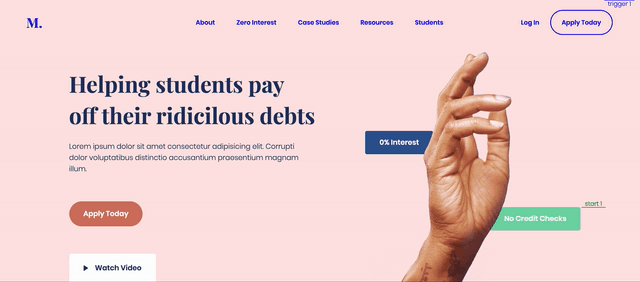 trigger 1
M.
About
Zero Interest
Case Studies
Resources
Students
Log In
Apply Today
Helping students pay
off their ridicilous debts
Lorem ipsum dolor sit amet consectetur adipisicing elit. Corrupti
dolor voluptatibus distinctio accusantium praesentium magnam
illum.
0% Interest
start 1
No Credit Checks
Apply Today
Watch Video